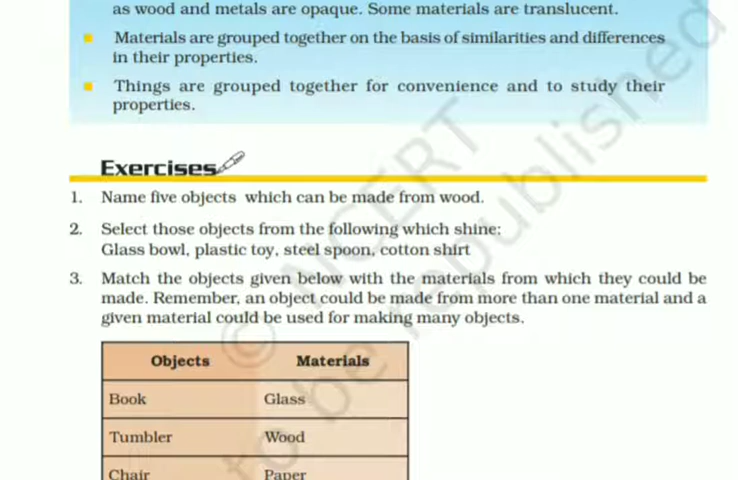 as wood and metals are opaque. Some materials are translucent.
Materials are grouped together on the basis of similarities and differences
in their properties.
Things are grouped together for convenience and to study their
properties.
Exercises
1. Name five objects which can be made from wood.
2. Select those objects from the following which shine:
Glass bowl, plastic toy, steel spoon, cotton shirt
3. Match the objects given below with the materials from which they could be
made. Remember, an object could be made from more than one material and a
given material could be used for making many objects.
Objects Materials
Book Glass
Tumbler Wood
Chair Paper
© NCERT
to be republished